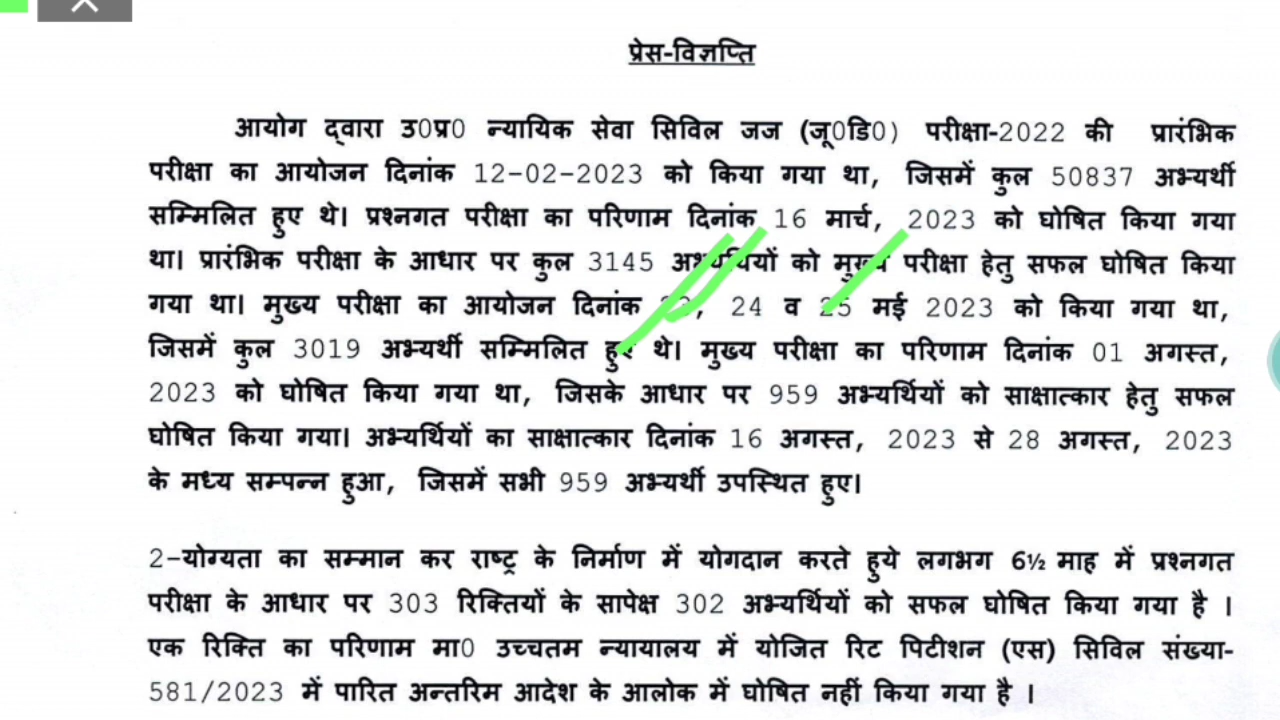 प्रेस-विज्ञप्ति
आयोग द्वारा उ0प्र0 न्यायिक सेवा सिविल जज (जू0डि0) परीक्षा-2022 की प्रारंभिक
परीक्षा का आयोजन दिनांक 12-02-2023 को किया गया था, जिसमें कुल 50837 अभ्यर्थी
सम्मिलित हुए थे। प्रश्नगत परीक्षा का परिणाम दिनांक 16 मार्च, 2023 को घोषित किया गया
था। प्रारंभिक परीक्षा के आधार पर कुल 3145 अभ्यर्थियों को मुख्य परीक्षा हेतु सफल घोषित किया
गया था। मुख्य परीक्षा का आयोजन दिनांक 24 व 25 मई 2023 को किया गया था,
जिसमें कुल 3019 अभ्यर्थी सम्मिलित हुए थे। मुख्य परीक्षा का परिणाम दिनांक 01 अगस्त,
2023 को घोषित किया गया था, जिसके आधार पर 959 अभ्यर्थियों को साक्षात्कार हेतु सफल
घोषित किया गया। अभ्यर्थियों का साक्षात्कार दिनांक 16 अगस्त, 2023 से 28 अगस्त, 2023
के मध्य सम्पन्न हुआ, जिसमें सभी 959 अभ्यर्थी उपस्थित हुए।
2-योग्यता का सम्मान कर राष्ट्र के निर्माण में योगदान करते हुये लगभग 6½ माह में प्रश्नगत
परीक्षा के आधार पर 303 रिक्तियों के सापेक्ष 302 अभ्यर्थियों को सफल घोषित किया गया है ।
एक रिक्ति का परिणाम मा0 उच्चतम न्यायालय में योजित रिट पिटीशन (एस) सिविल संख्या-
581/2023 में पारित अन्तरिम आदेश के आलोक में घोषित नहीं किया गया है ।